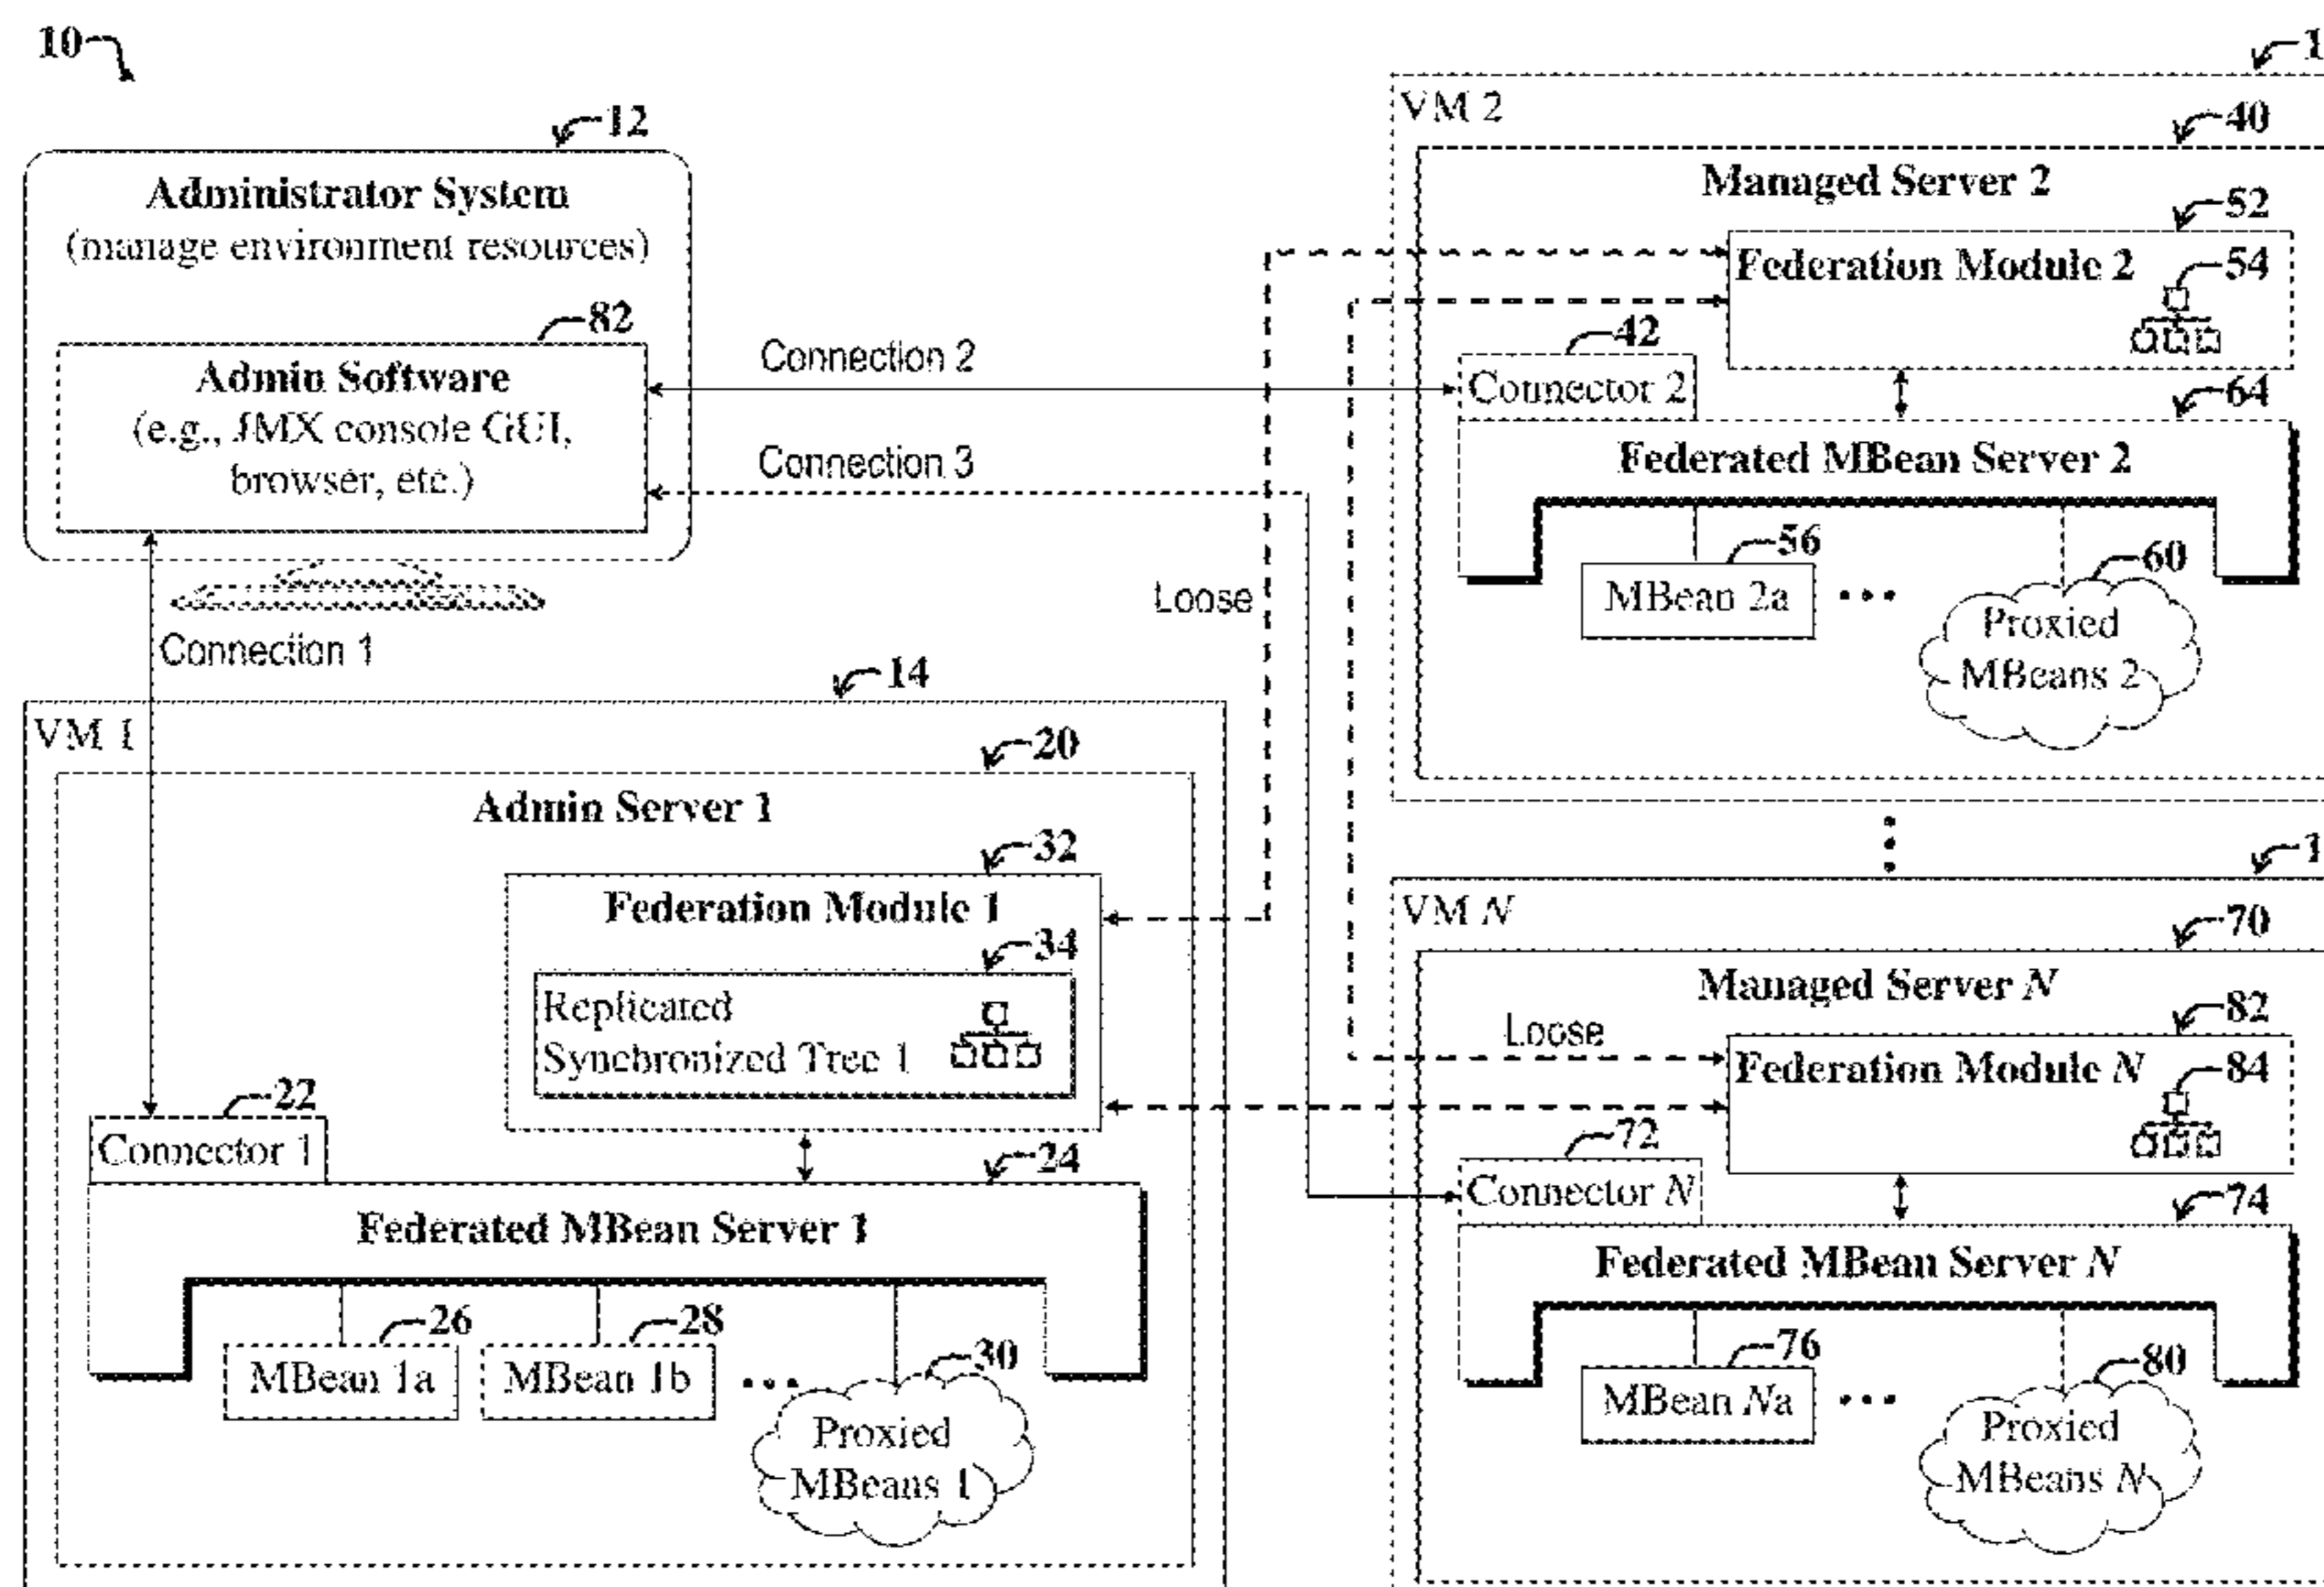 10
12
Administrator System
(manage environment resources)
82
Admin Software
(e.g., JMX console GUI,
browser, etc.)
Connection 2
Connection 3
Connection 1
Loose
14
VM 1
20
Admin Server 1
32
Federation Module 1
34
Replicated
Synchronized Tree 1
22
Connector 1
24
Federated MBean Server 1
26
MBean 1a
28
MBean 1b
...
30
Proxied
MBeans 1
1
VM 2
40
Managed Server 2
52
Federation Module 2
54
42
Connector 2
64
Federated MBean Server 2
56
MBean 2a
...
60
Proxied
MBeans 2
1
VM N
70
Managed Server N
Loose
82
Federation Module N
84
72
Connector N
74
Federated MBean Server N
76
MBean Na
...
80
Proxied
MBeans N